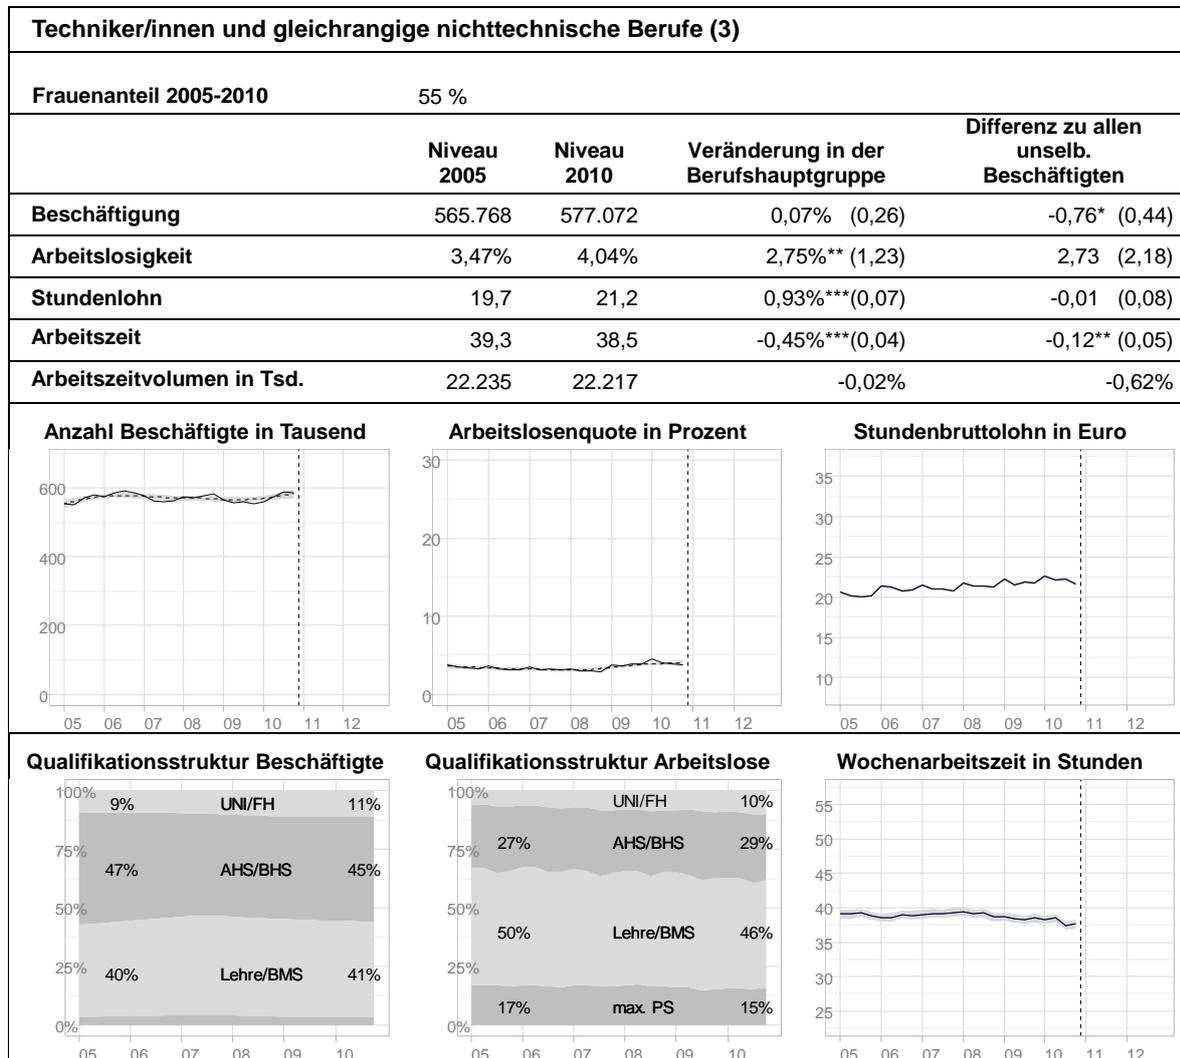 Techniker/innen und gleichrangige nichttechnische Berufe (3)
Frauenanteil 2005-2010 55 %
Niveau 2005 Niveau 2010 Veränderung in der Berufshauptgruppe Differenz zu allen unselb. Beschäftigten
Beschäftigung 565.768 577.072 0,07% (0,26) -0,76* (0,44)
Arbeitslosigkeit 3,47% 4,04% 2,75%** (1,23) 2,73 (2,18)
Stundenlohn 19,7 21,2 0,93%***(0,07) -0,01 (0,08)
Arbeitszeit 39,3 38,5 -0,45%***(0,04) -0,12** (0,05)
Arbeitszeitvolumen in Tsd. 22.235 22.217 -0,02% -0,62%
Anzahl Beschäftigte in Tausend
600
400
200
0
05 06 07 08 09 10 11 12
Arbeitslosenquote in Prozent
30
20
10
0
05 06 07 08 09 10 11 12
Stundenbruttolohn in Euro
35
30
25
20
15
10
05 06 07 08 09 10 11 12
Qualifikationsstruktur Beschäftigte
100%
9% UNI/FH 11%
75%
47% AHS/BHS 45%
50%
25%
40% Lehre/BMS 41%
0%
05 06 07 08 09 10
Qualifikationsstruktur Arbeitslose
100%
UNI/FH 10%
27% AHS/BHS 29%
75%
50%
50% Lehre/BMS 46%
25%
17% max. PS 15%
0%
05 06 07 08 09 10
Wochenarbeitszeit in Stunden
55
50
45
40
35
30
25
05 06 07 08 09 10 11 12